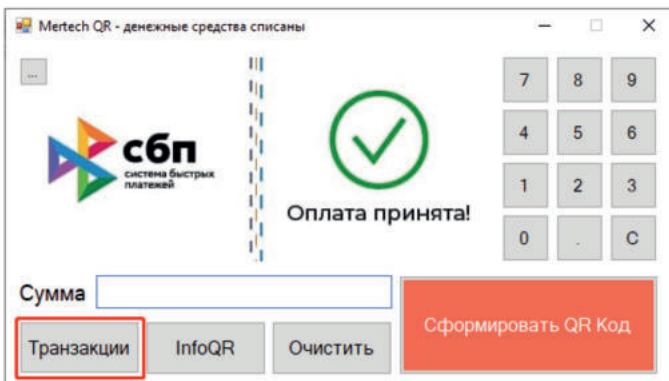 Mertech QR - денежные средства списаны
...
7 8 9
4 5 6
1 2 3
0 . C
сбп
система быстрых
платежей
Оплата принята!
Сумма
Сформировать QR Код
Транзакции InfoQR Очистить